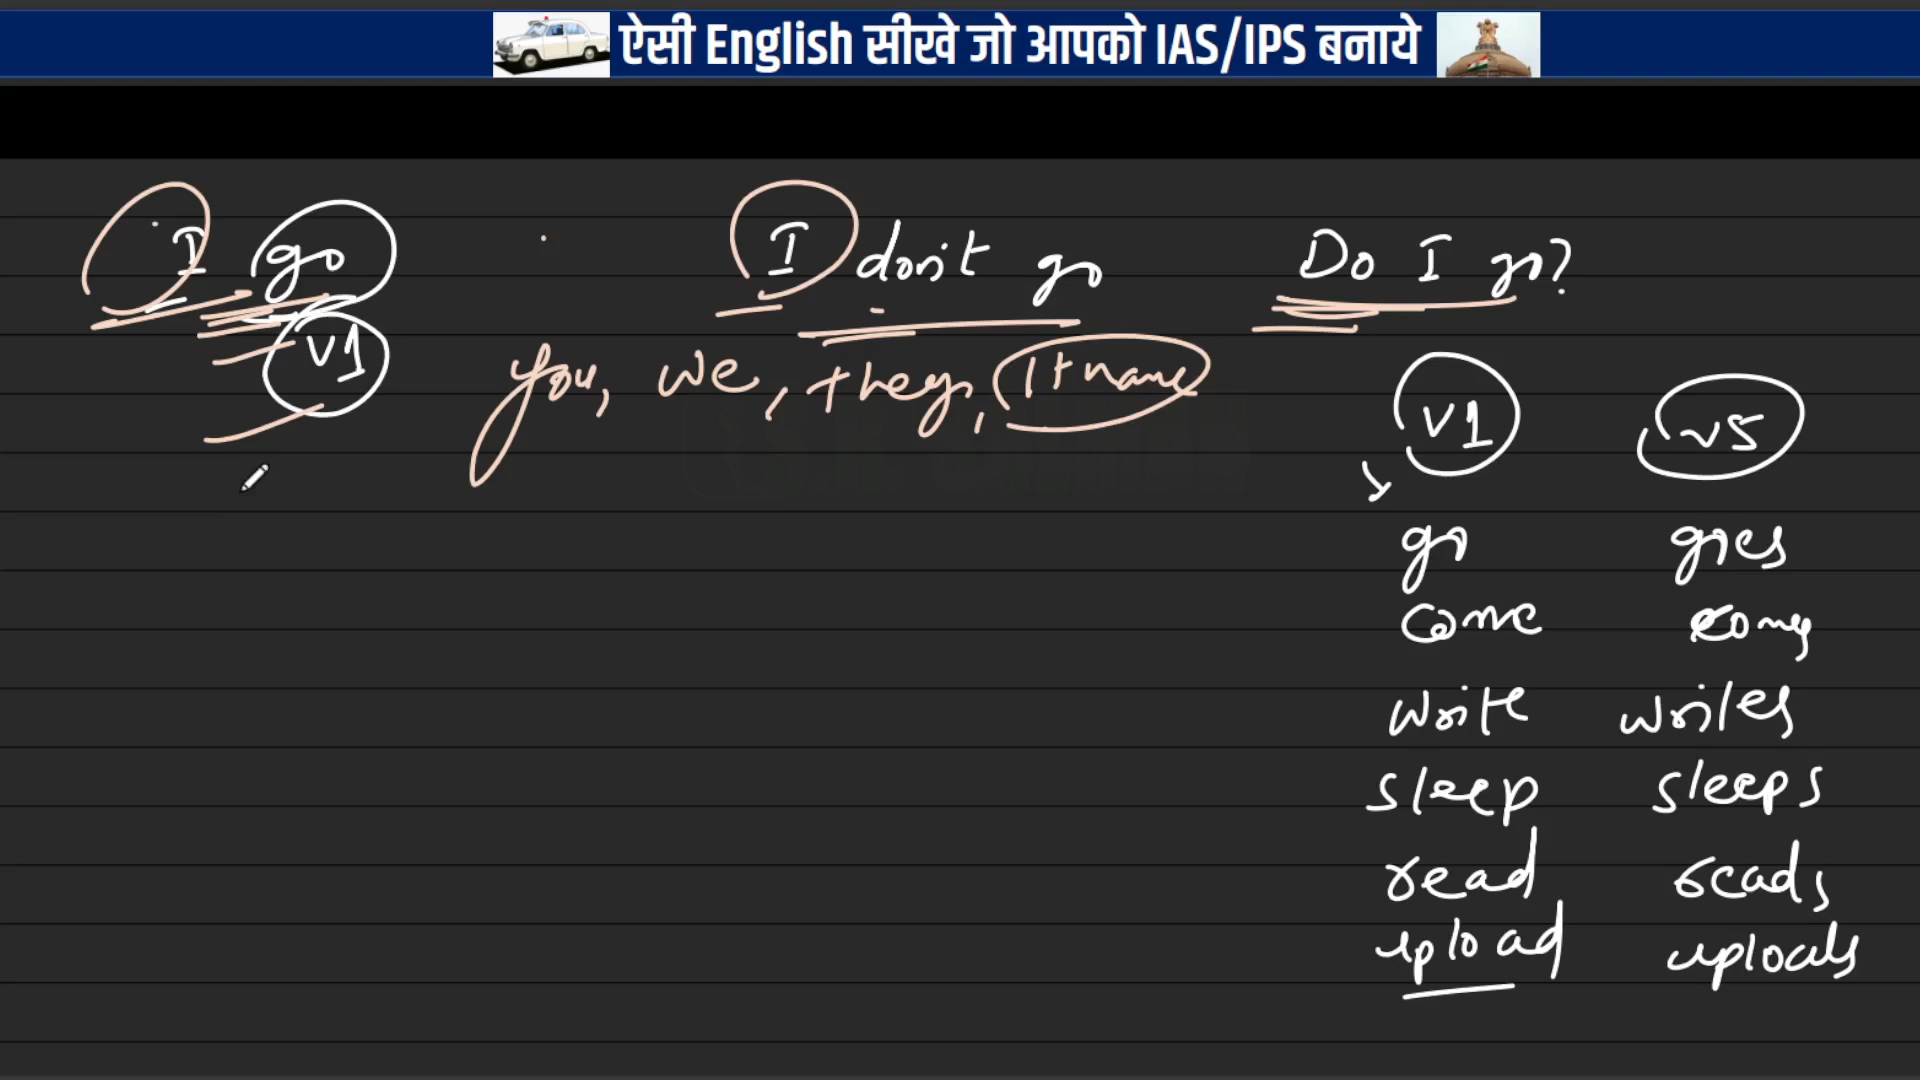 ऐसी English सीखे जो आपको IAS/IPS बनाये
I go I don't go Do I go?
V1
you, we, they, 1+name
V1 V5
go goes
come comes
write writes
sleep sleeps
read reads
upload uploads